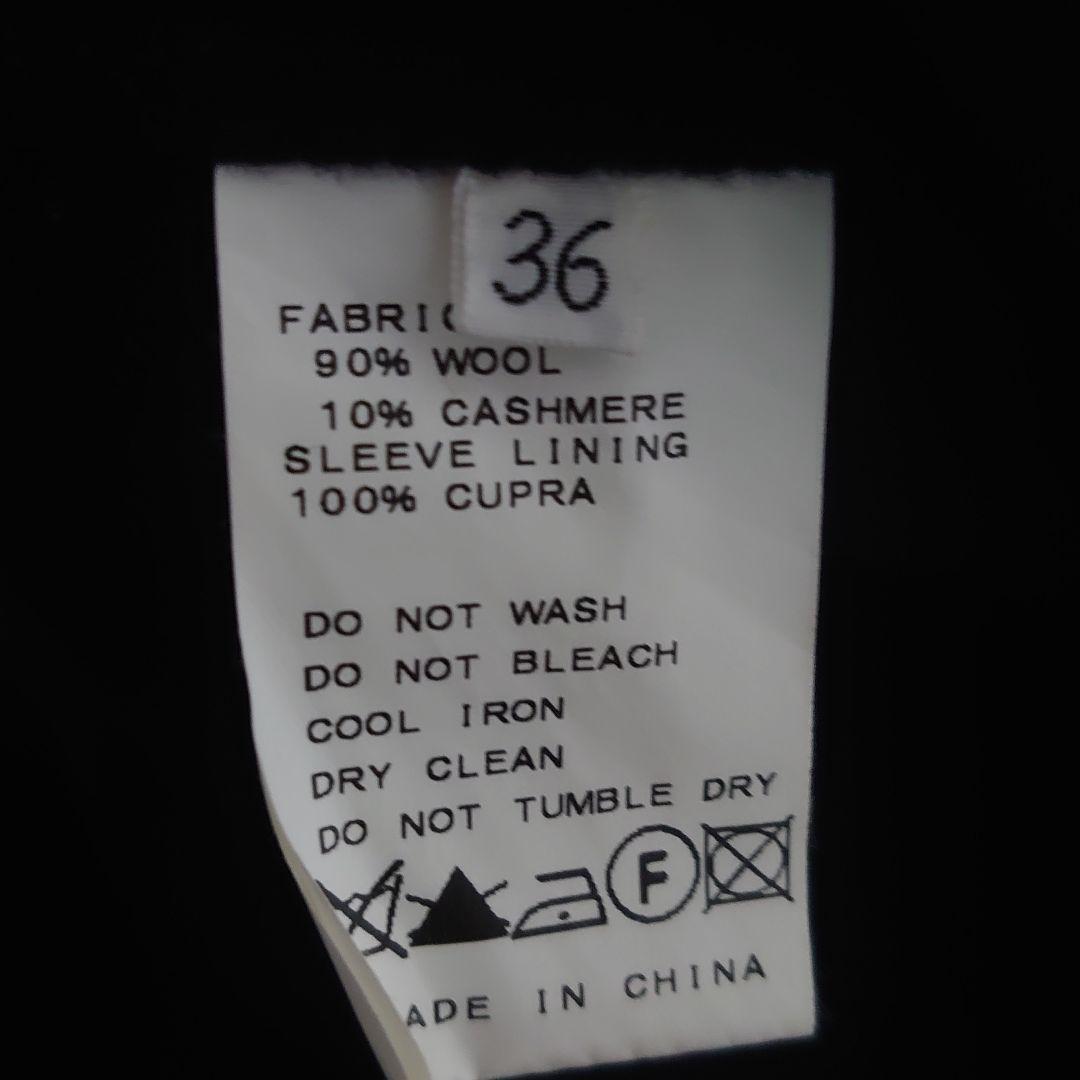 36
FABRIC
90% WOOL
10% CASHMERE
SLEEVE LINING
100% CUPRA
DO NOT WASH
DO NOT BLEACH
COOL IRON
DRY CLEAN
DO NOT TUMBLE DRY
F
ADE IN CHINA